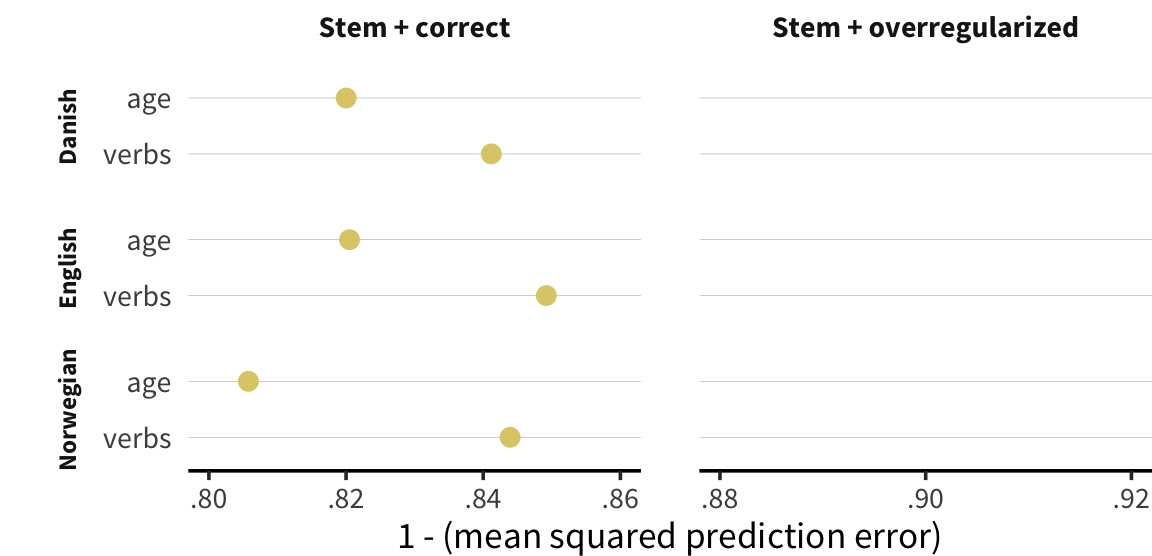 Stem + correct
Stem + overregularized
Danish
age
verbs
English
age
verbs
Norwegian
age
verbs
.80 .82 .84 .86 .88 .90 .92
1 - (mean squared prediction error)